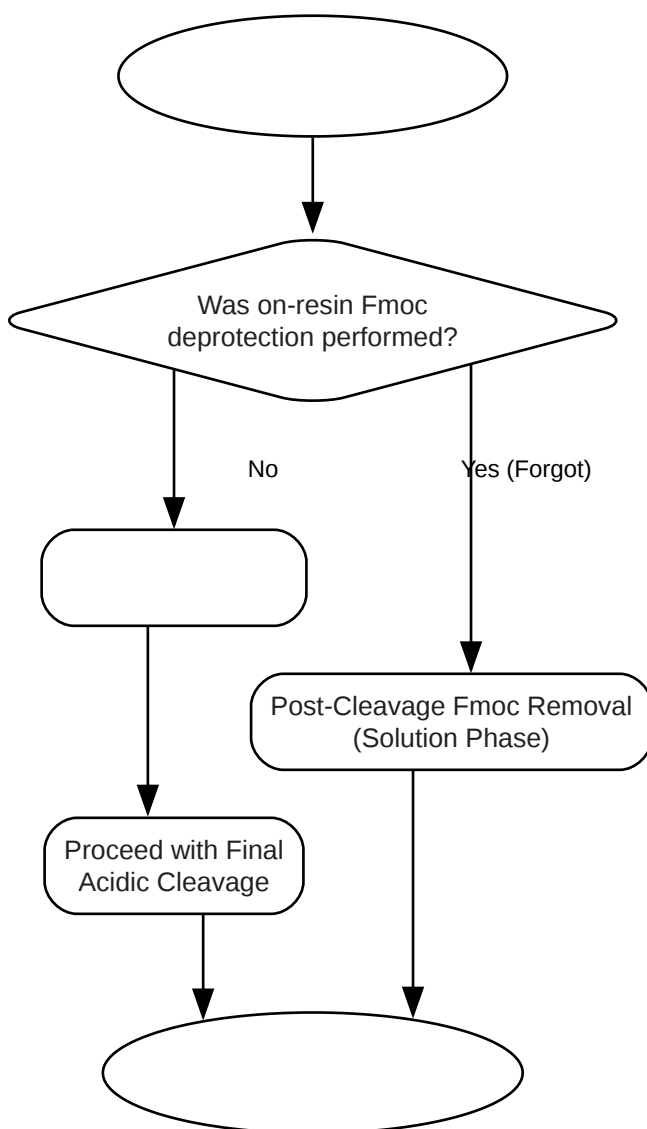 Was on-resin Fmoc
deprotection performed?
No
Yes (Forgot)
Post-Cleavage Fmoc Removal
(Solution Phase)
Proceed with Final
Acidic Cleavage